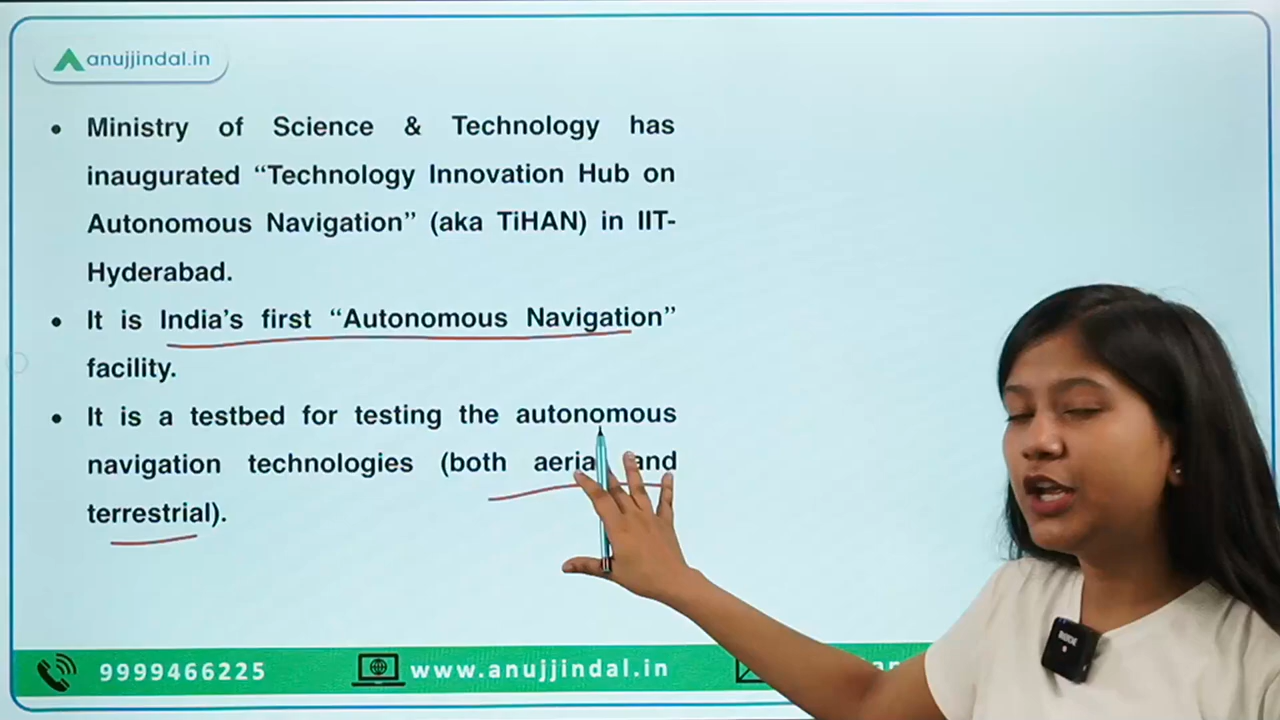 anujjindal.in
Ministry of Science & Technology has
inaugurated “Technology Innovation Hub on
Autonomous Navigation” (aka TiHAN) in IIT-
Hyderabad.
It is India’s first “Autonomous Navigation”
facility.
It is a testbed for testing the autonomous
navigation technologies (both and
terrestrial).
9999466225
www.anujjindal.in